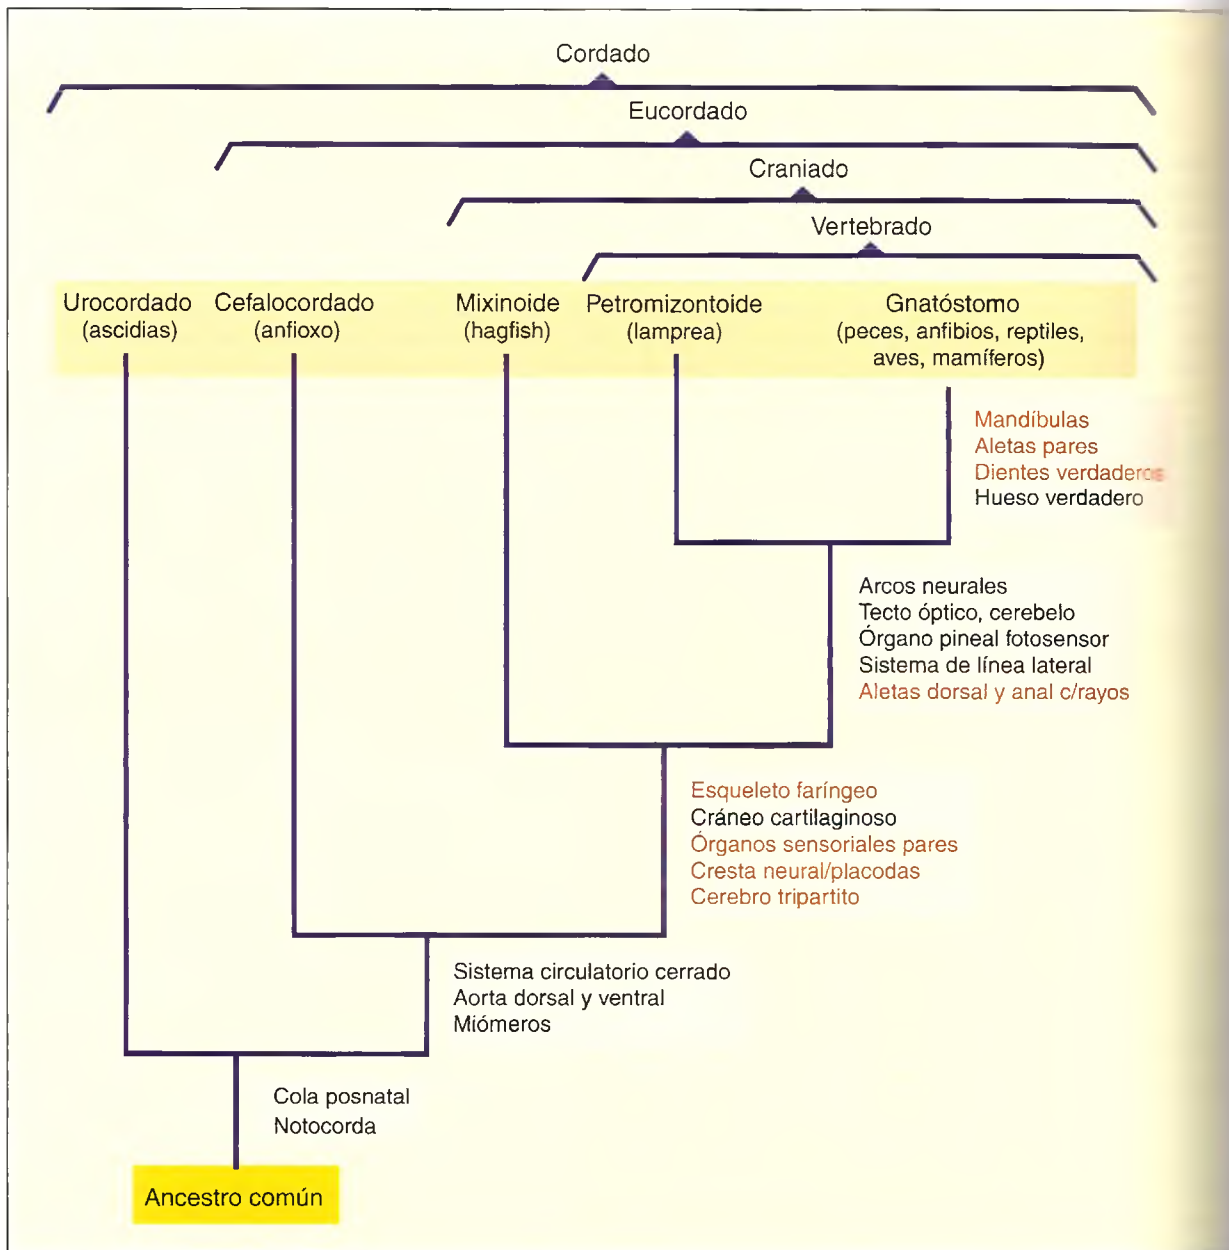 Cordado
Eucordado
Craniado
Vertebrado
Urocordado
(ascidias)
Cefalocordado
(anfioxo)
Mixinoide
(hagfish)
Petromizontoide
(lamprea)
Gnatóstomo
(peces, anfibios, reptiles,
aves, mamíferos)
Mandíbulas
Aletas pares
Dientes verdaderos
Hueso verdadero
Arcos neurales
Tecto óptico, cerebelo
Órgano pineal fotosensor
Sistema de línea lateral
Aletas dorsal y anal c/rayos
Esqueleto faríngeo
Cráneo cartilaginoso
Órganos sensoriales pares
Cresta neural/placodas
Cerebro tripartito
Sistema circulatorio cerrado
Aorta dorsal y ventral
Miómeros
Cola posnatal
Notocorda
Ancestro común